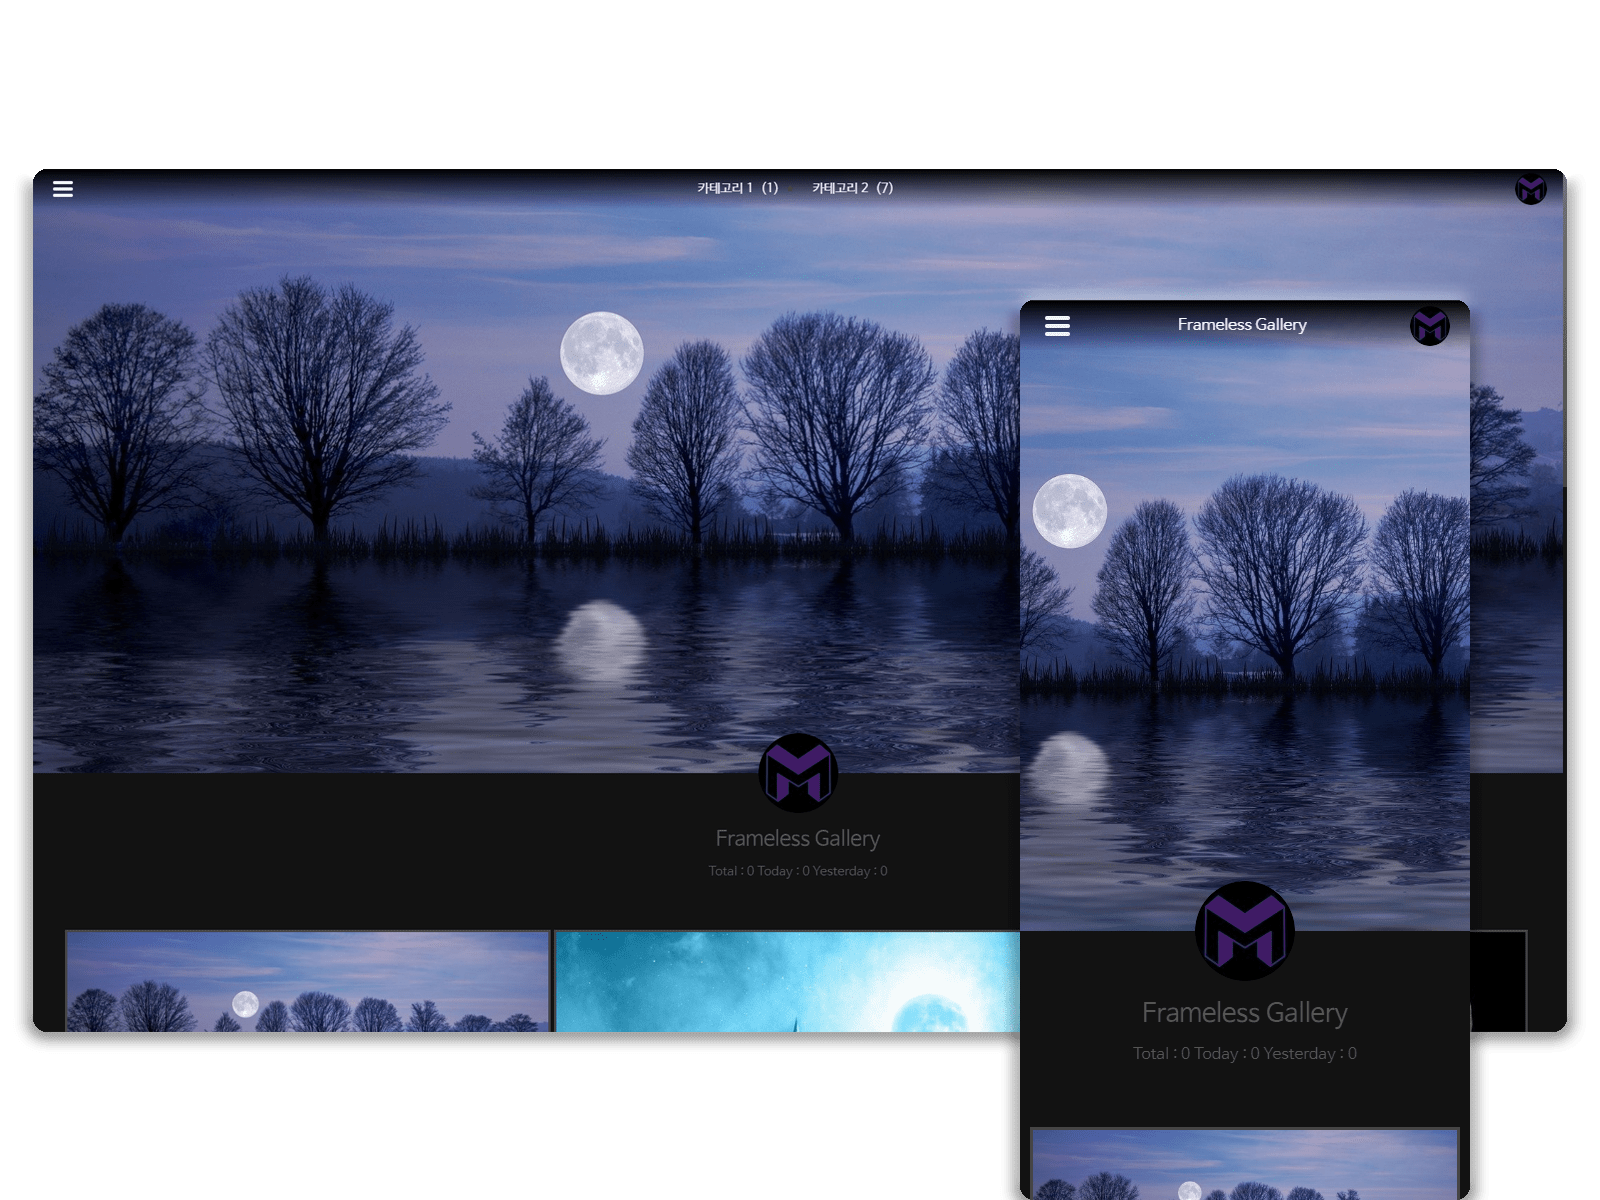 카테고리 1 (1) 카테고리 2 (7)
Frameless Gallery
Total : 0 Today : 0 Yesterday : 0
Frameless Gallery
Frameless Gallery
Total : 0 Today : 0 Yesterday : 0